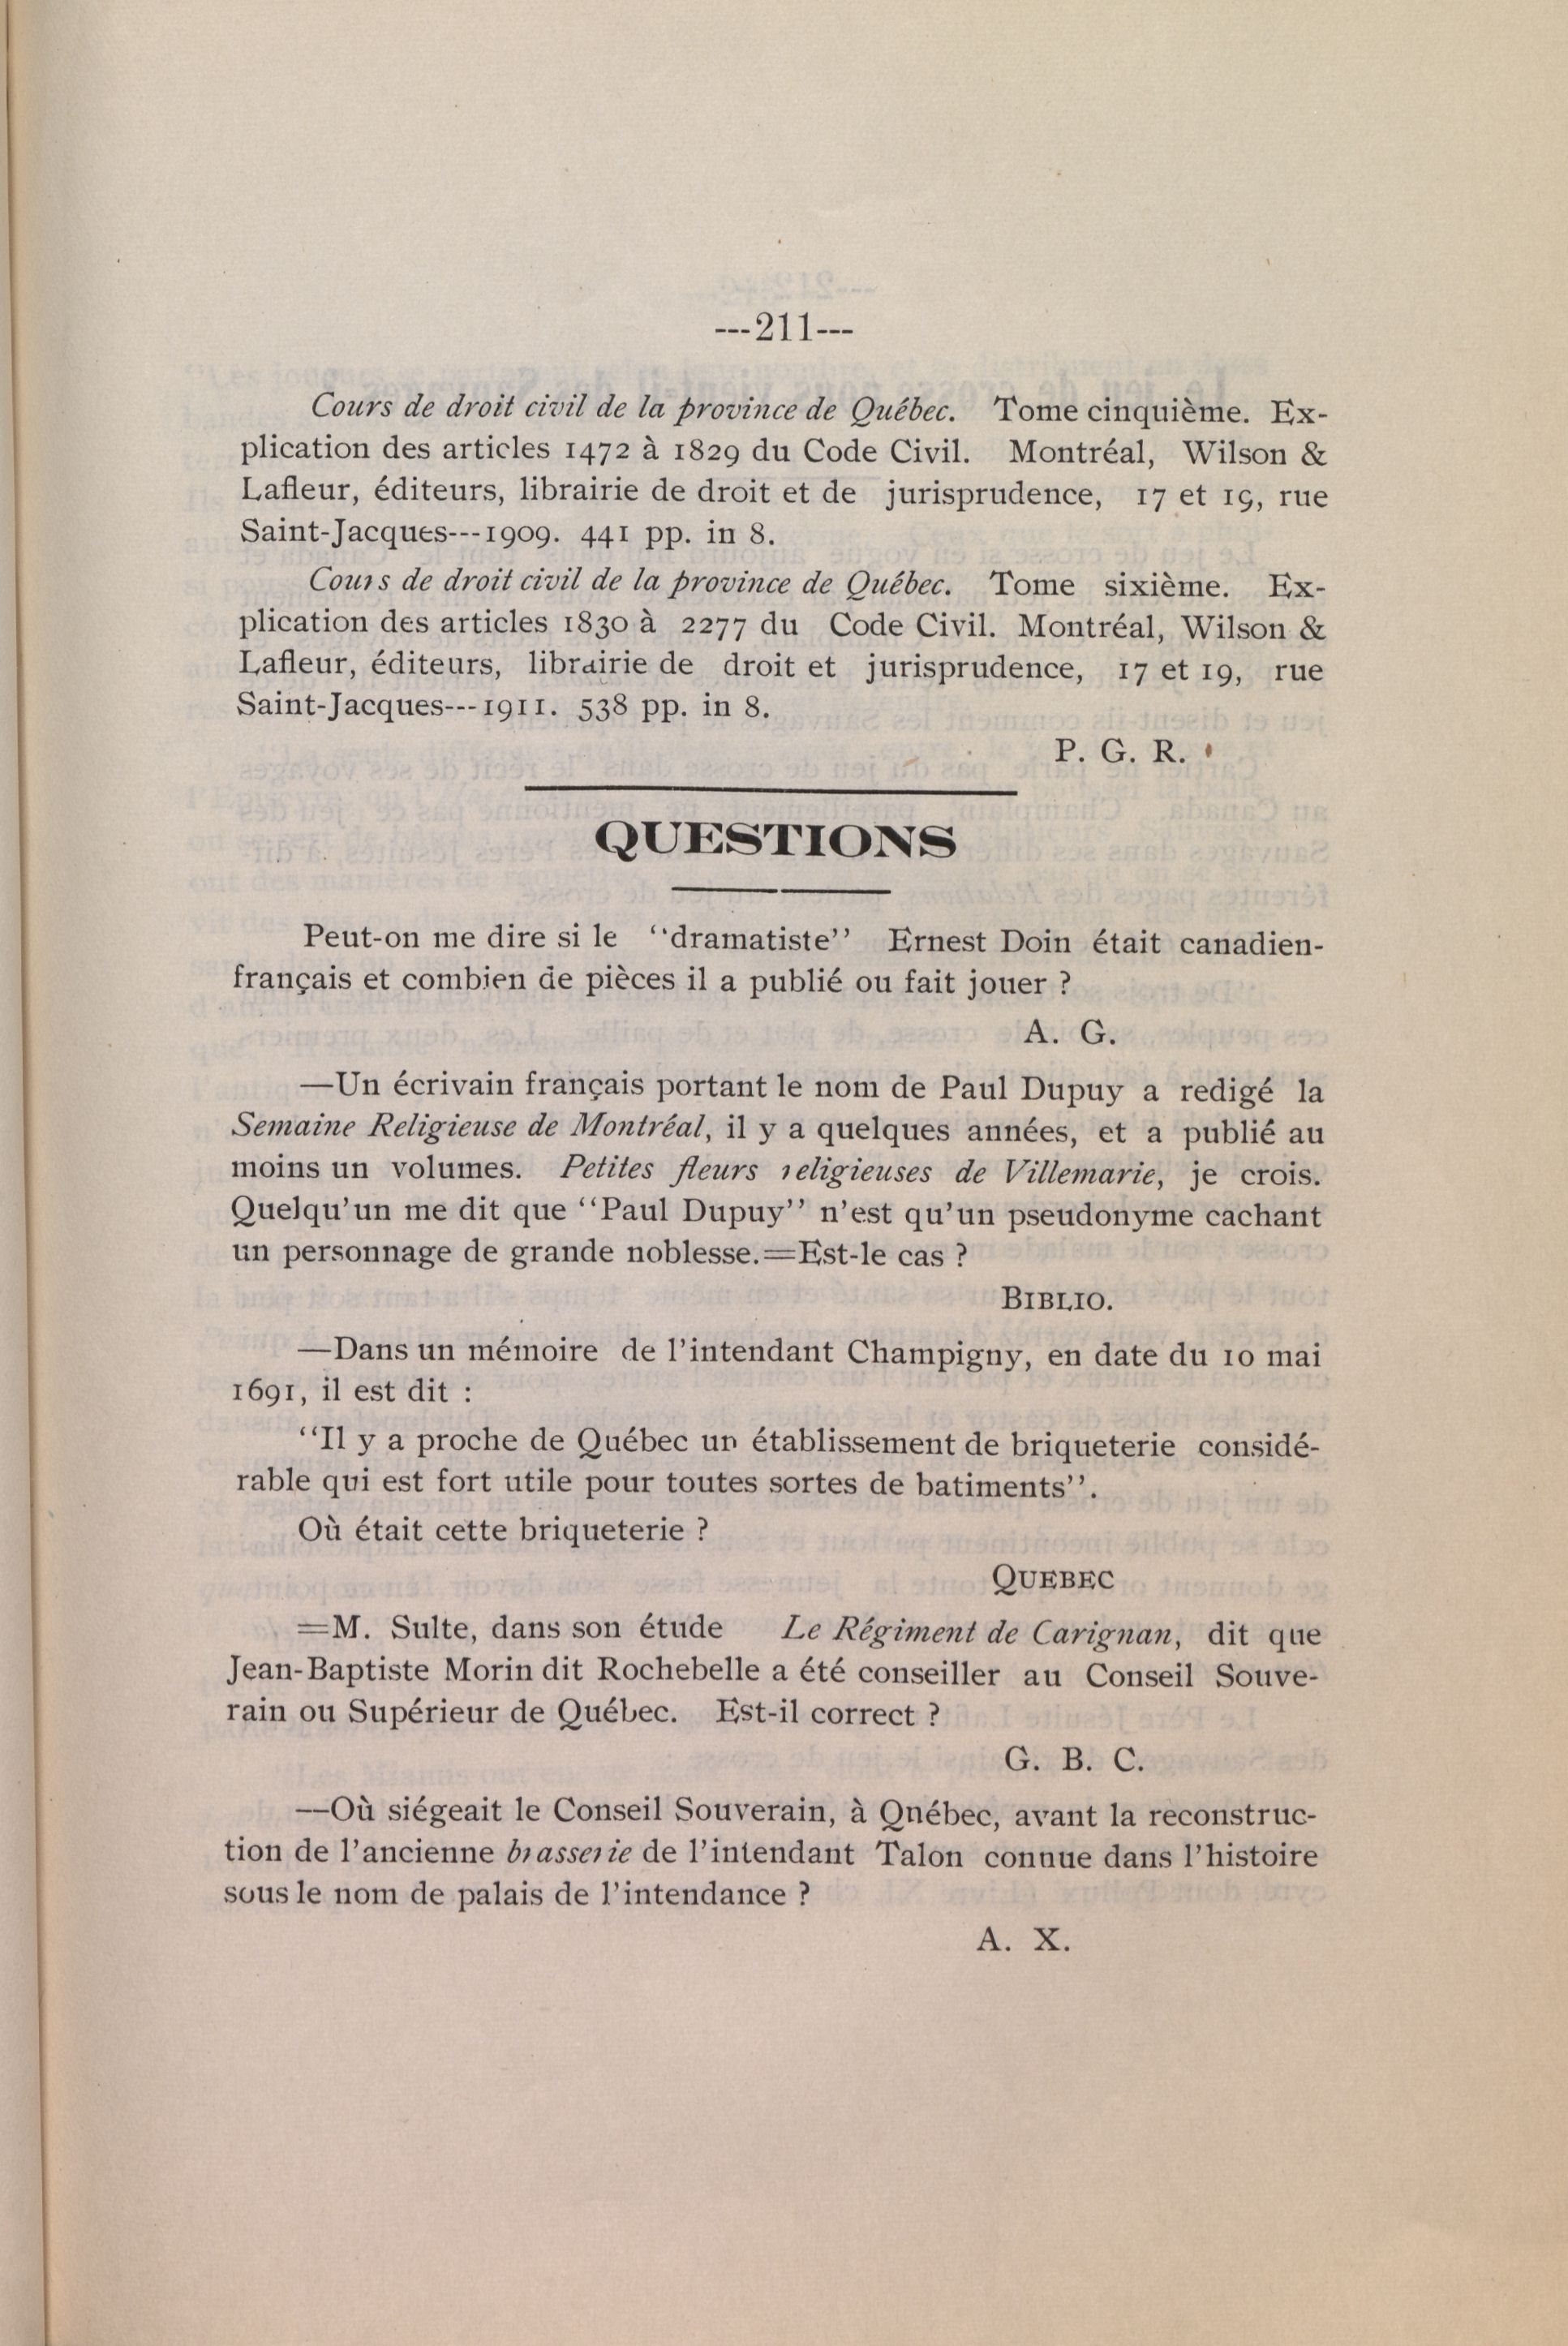 ---211---
Cours de droit civil de la province de Québec. Tome cinquième. Ex-
plication des articles 1472 à 1829 du Code Civil. Montréal, Wilson &
Lafleur, éditeurs, librairie de droit et de jurisprudence, 17 et 19, rue
Saint-Jacques---1909. 441 pp. in 8.
Cours de droit civil de la province de Québec. Tome sixième. Ex-
plication des articles 1830 à 2277 du Code Civil. Montréal, Wilson &
Lafleur, éditeurs, librairie de droit et jurisprudence, 17 et 19, rue
Saint-Jacques---1911. 538 pp. in 8.
P. G. R.
QUESTIONS
Peut-on me dire si le "dramatiste" Ernest Doin était canadien-
français et combien de pièces il a publié ou fait jouer ?
A. G.
—Un écrivain français portant le nom de Paul Dupuy a redigé la
Semaine Religieuse de Montréal, il y a quelques années, et a publié au
moins un volumes. Petites fleurs religieuses de Villemarie, je crois.
Quelqu'un me dit que "Paul Dupuy" n'est qu'un pseudonyme cachant
un personnage de grande noblesse.=Est-le cas ?
BIBLIO.
—Dans un mémoire de l'intendant Champigny, en date du 10 mai
1691, il est dit :
"Il y a proche de Québec un établissement de briqueterie considé-
rable qui est fort utile pour toutes sortes de batiments".
Où était cette briqueterie ?
QUEBEC
=M. Sulte, dans son étude Le Régiment de Carignan, dit que
Jean-Baptiste Morin dit Rochebelle a été conseiller au Conseil Souve-
rain ou Supérieur de Québec. Est-il correct ?
G. B. C.
—Où siégeait le Conseil Souverain, à Qnébec, avant la reconstruc-
tion de l'ancienne brasserie de l'intendant Talon connue dans l'histoire
sous le nom de palais de l'intendance ?
A. X.